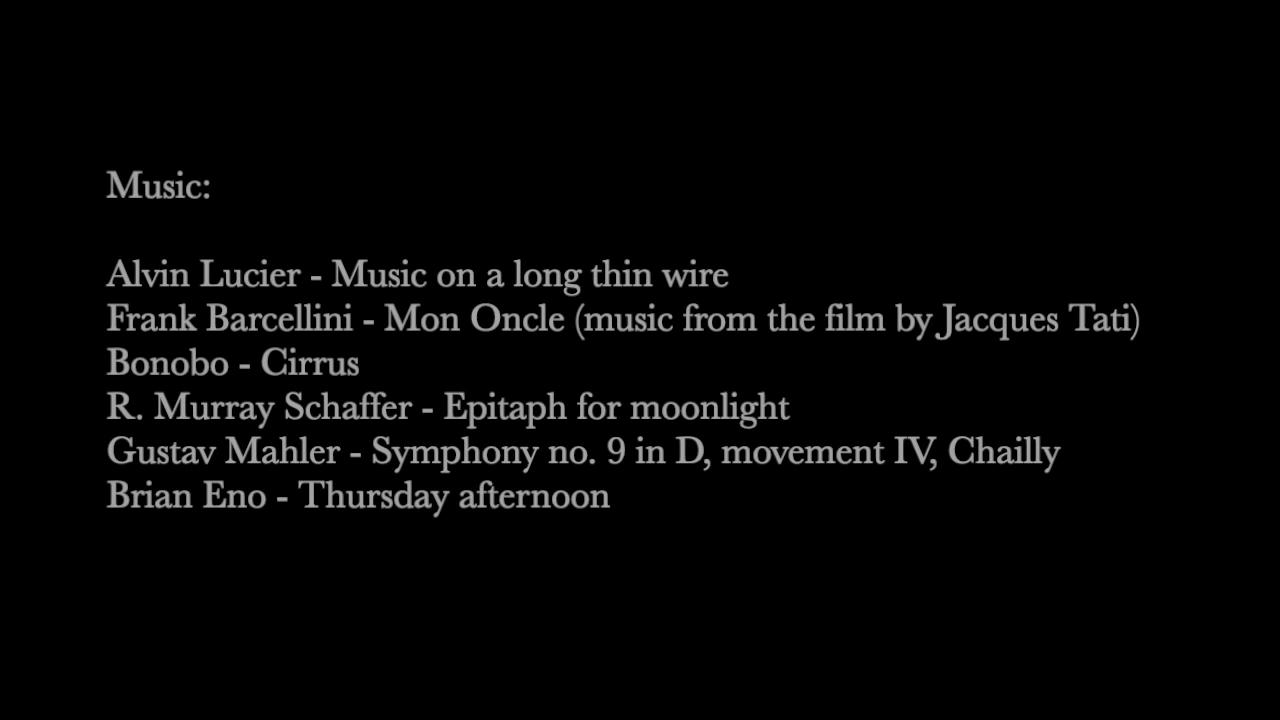 Music:
Alvin Lucier - Music on a long thin wire
Frank Barcellini - Mon Oncle (music from the film by Jacques Tati)
Bonobo - Cirrus
R. Murray Schaffer - Epitaph for moonlight
Gustav Mahler - Symphony no. 9 in D, movement IV, Chailly
Brian Eno - Thursday afternoon